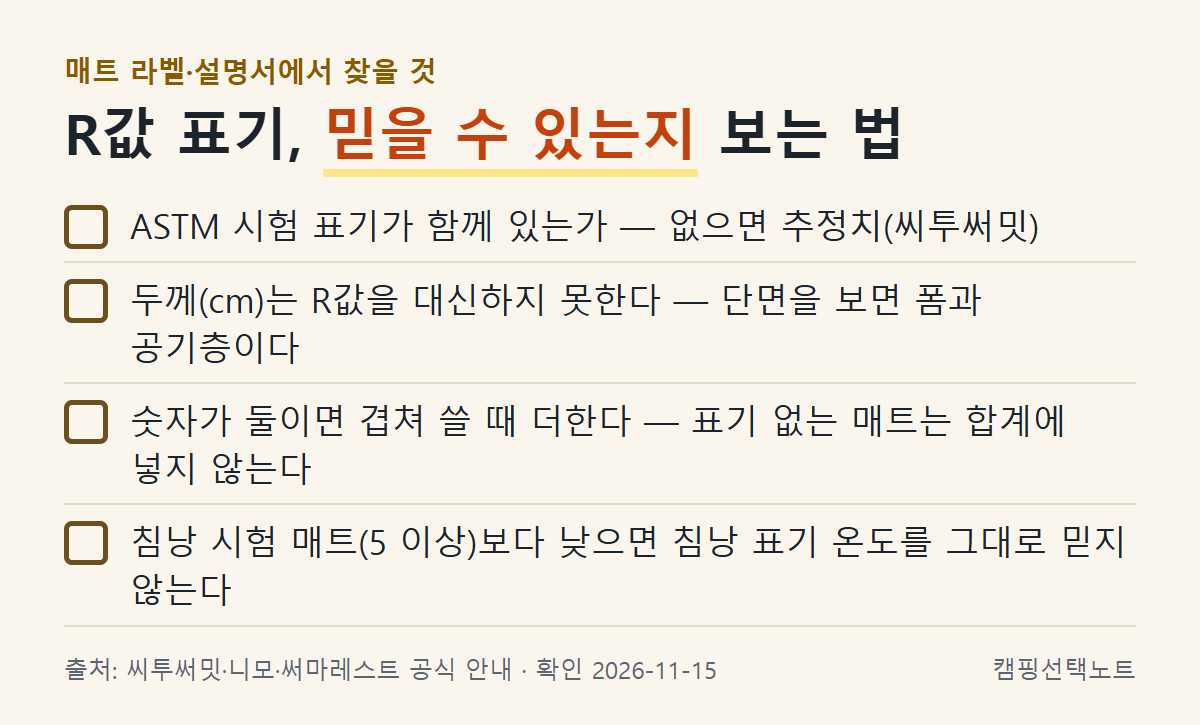 매트 라벨·설명서에서 찾을 것
R값 표기, 믿을 수 있는지 보는 법
ASTM 시험 표기가 함께 있는가 — 없으면 추정치(씨투써밋)
두께(cm)는 R값을 대신하지 못한다 — 단면을 보면 폼과
공기층이다
숫자가 둘이면 겹쳐 쓸 때 더한다 — 표기 없는 매트는 합계에
넣지 않는다
침낭 시험 매트(5 이상)보다 낮으면 침낭 표기 온도를 그대로 믿지
않는다
출처: 씨투써밋·니모·써마레스트 공식 안내 · 확인 2026-11-15
캠핑선택노트